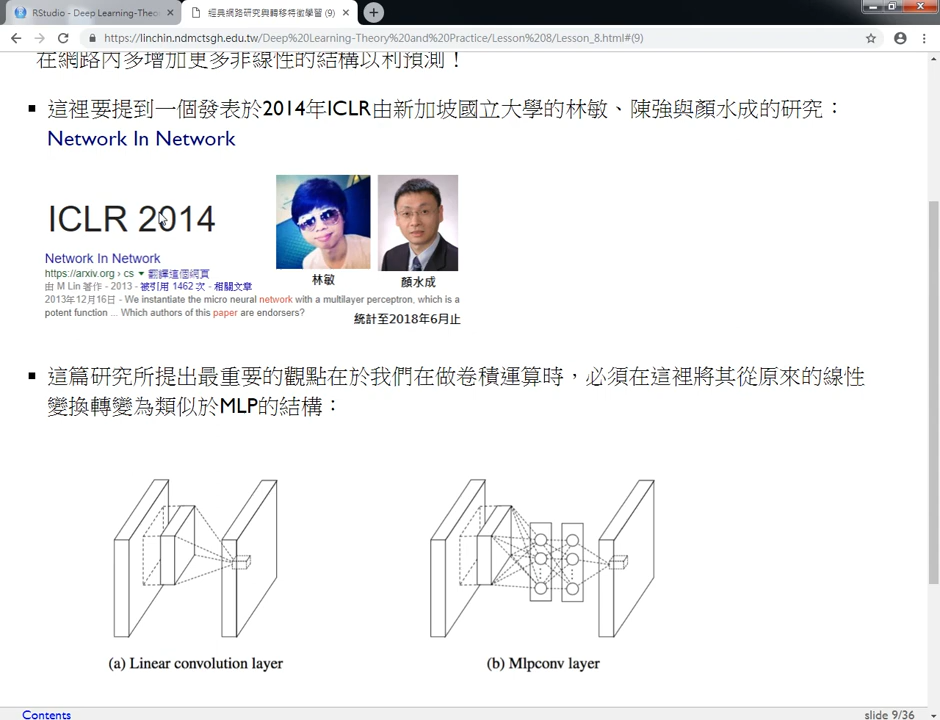 RStudio - Deep Learning-Theo
經典網路研究與轉移特徵學習 (9)
https://linchin.ndmctsgh.edu.tw/Deep%20Learning-Theory%20and%20Practice/Lesson%208/Lesson_8.html#(9)
在網路內多增加更多非線性的結構以利預測！
這裡要提到一個發表於2014年ICLR由新加坡國立大學的林敏、陳強與顏水成的研究：
Network In Network
ICLR 2014
Network In Network
https://arxiv.org › cs ▼ 翻譯這個網頁
由 M Lin 著作 - 2013 - 被引用 1462 次 - 相關文章
2013年12月16日 - We instantiate the micro neural network with a multilayer perceptron, which is a
potent function ... Which authors of this paper are endorsers?
林敏
顏水成
統計至2018年6月止
這篇研究所提出最重要的觀點在於我們在做卷積運算時，必須在這裡將其從原來的線性
變換轉變為類似於MLP的結構：
(a) Linear convolution layer
(b) Mlpconv layer
Contents
slide 9/36